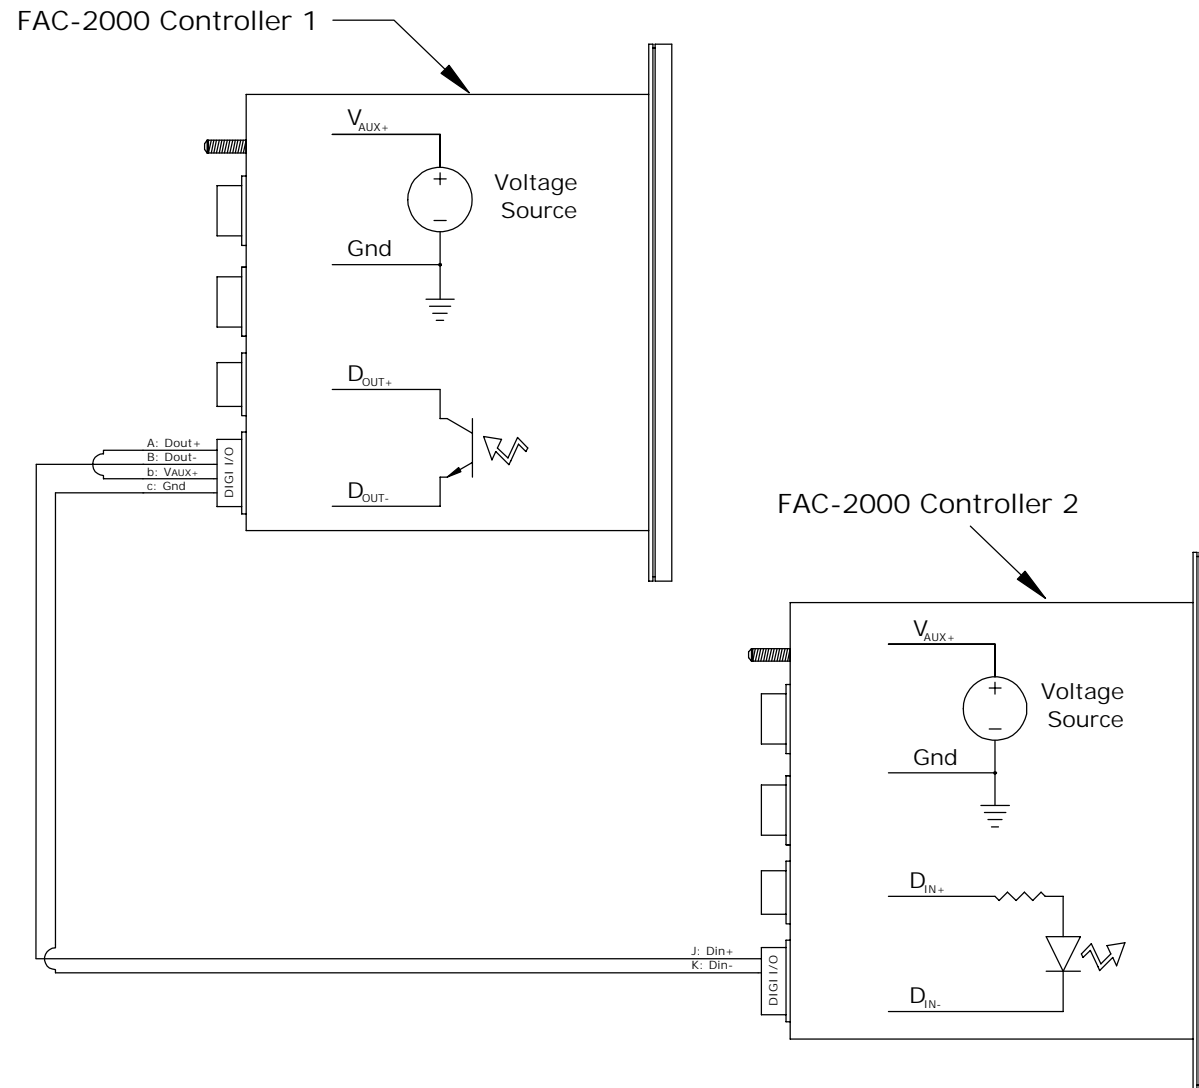 FAC-2000 Controller 1
VAUX+
Voltage
Source
Gnd
DOUT+
A: Dout+
B: Dout-
b: VAUX+
c: Gnd
DIGI I/O
DOUT-
FAC-2000 Controller 2
VAUX+
Voltage
Source
Gnd
DIN+
J: Din+
K: Din-
DIGI I/O
DIN-